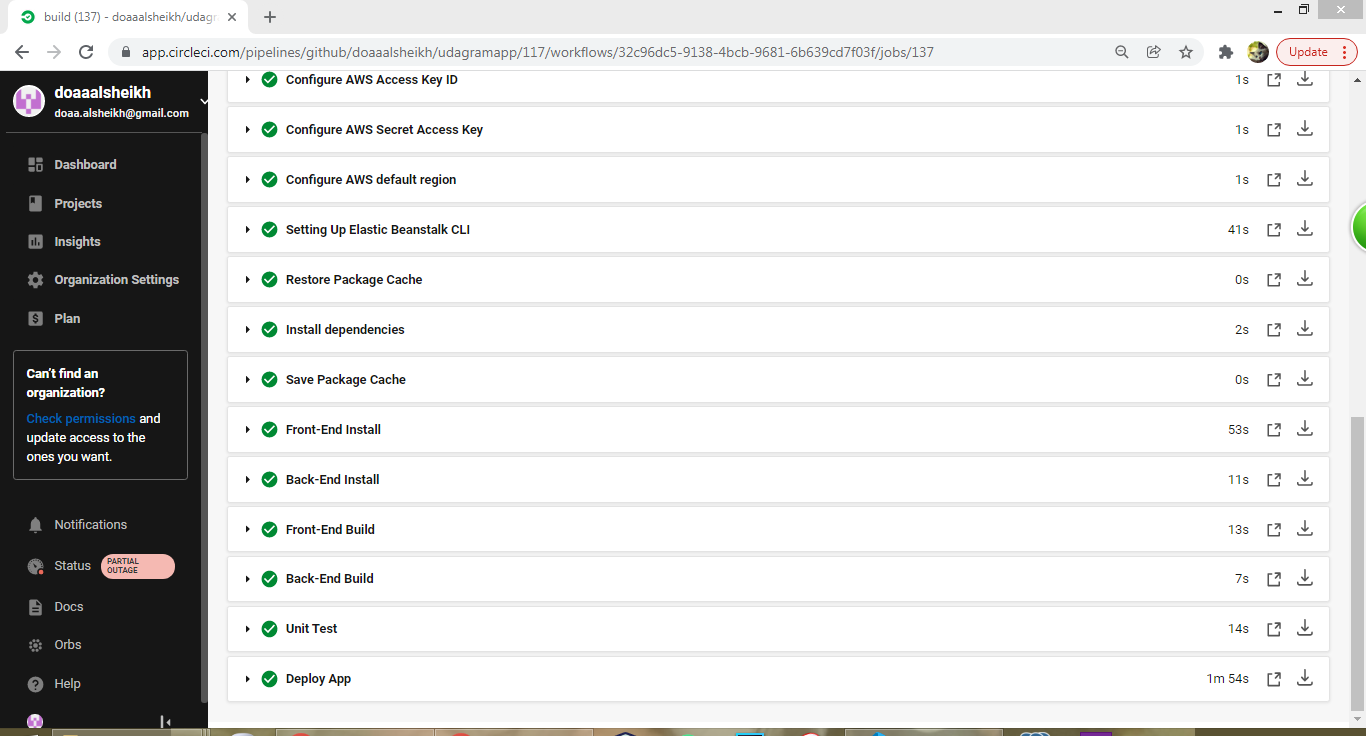 build (137) - doaaalsheikh/udagr
app.circleci.com/pipelines/github/doaaalsheikh/udagramapp/117/workflows/32c96dc5-9138-4bcb-9681-6b639cd7f03f/jobs/137
Update
doaaalsheikh
doaa.alsheikh@gmail.com
Dashboard
Projects
Insights
Organization Settings
Plan
Can't find an
organization?
Check permissions and
update access to the
ones you want.
Notifications
Status
PARTIAL
OUTAGE
Docs
Orbs
Help
Configure AWS Access Key ID 1s
Configure AWS Secret Access Key 1s
Configure AWS default region 1s
Setting Up Elastic Beanstalk CLI 41s
Restore Package Cache 0s
Install dependencies 2s
Save Package Cache 0s
Front-End Install 53s
Back-End Install 11s
Front-End Build 13s
Back-End Build 7s
Unit Test 14s
Deploy App 1m 54s